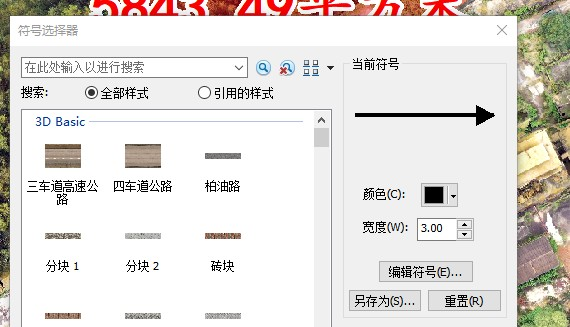 5843.49平方米
符号选择器
在此处输入以进行搜索
搜索:
全部样式
引用的样式
3D Basic
三车道高速公路
四车道公路
柏油路
分块 1
分块 2
砖块
当前符号
颜色(C):
宽度(W):
3.00
编辑符号(E)...
另存为(S)...
重置(R)